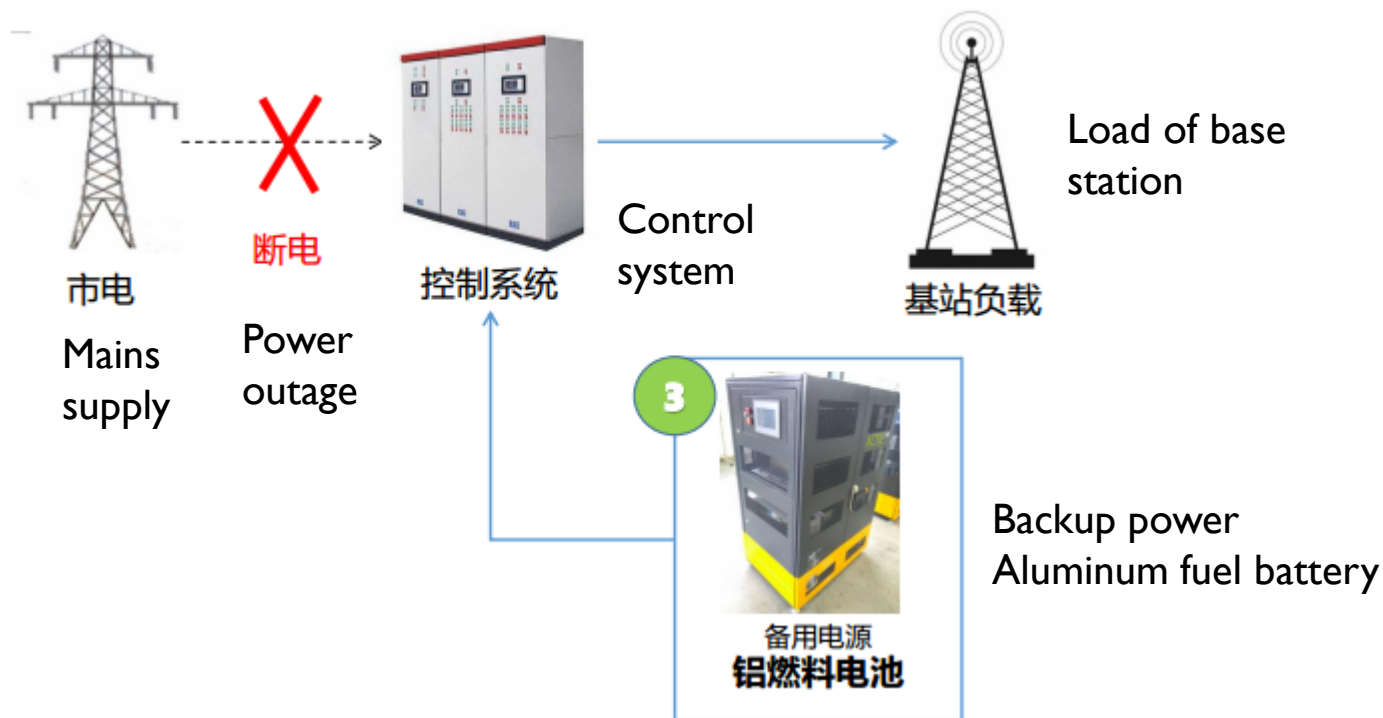 断电
市电
Mains
supply
Power
outage
控制系统
Control
system
Load of base
station
基站负载
3
备用电源
铝燃料电池
Backup power
Aluminum fuel battery